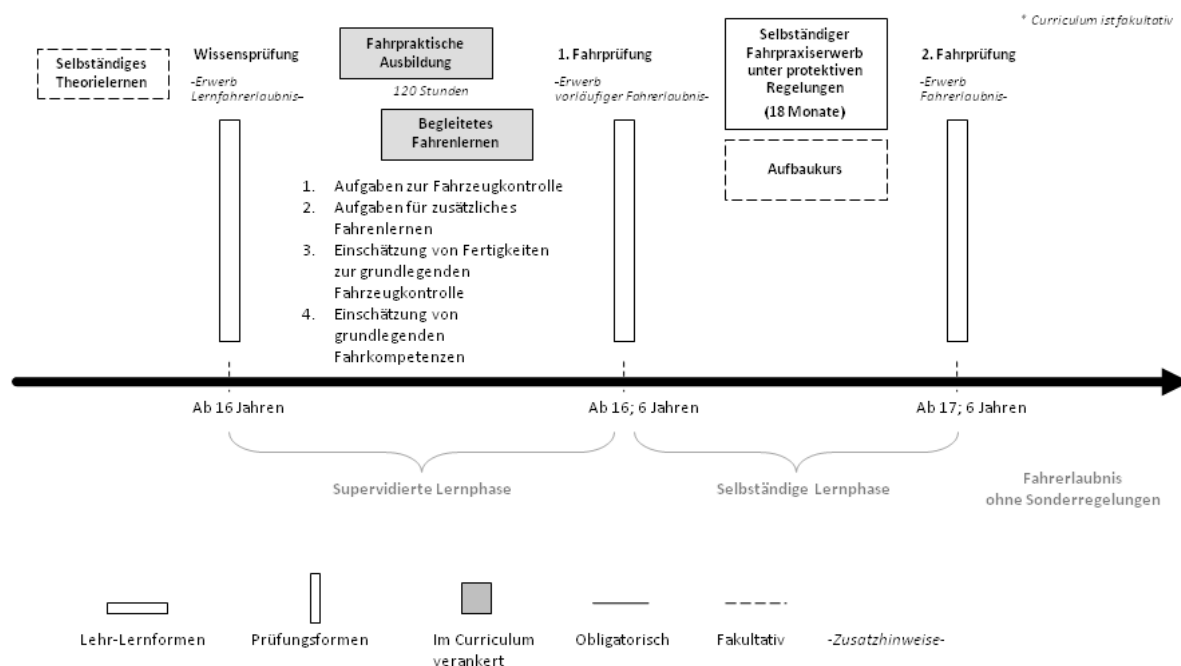 * Curriculum ist fakultativ
Selbständiges
Theorielernen
Wissensprüfung
-Erwerb
Lernfahrerlaubnis-
Fahrpraktische
Ausbildung
120 Stunden
Begleitetes
Fahrenlernen
1. Aufgaben zur Fahrzeugkontrolle
2. Aufgaben für zusätzliches
Fahrenlernen
3. Einschätzung von Fertigkeiten
zur grundlegenden
Fahrzeugkontrolle
4. Einschätzung von
grundlegenden
Fahrkompetenzen
1. Fahrprüfung
-Erwerb
vorläufiger Fahrerlaubnis-
Selbständiger
Fahrpraxiserwerb
unter protektiven
Regelungen
(18 Monate)
Aufbaukurs
2. Fahrprüfung
-Erwerb
Fahrerlaubnis-
Ab 16 Jahren
Ab 16; 6 Jahren
Ab 17; 6 Jahren
Supervidierte Lernphase
Selbständige Lernphase
Fahrerlaubnis
ohne Sonderregelungen
Lehr-Lernformen
Prüfungsformen
Im Curriculum
verankert
Obligatorisch
Fakultativ
-Zusatzhinweise-